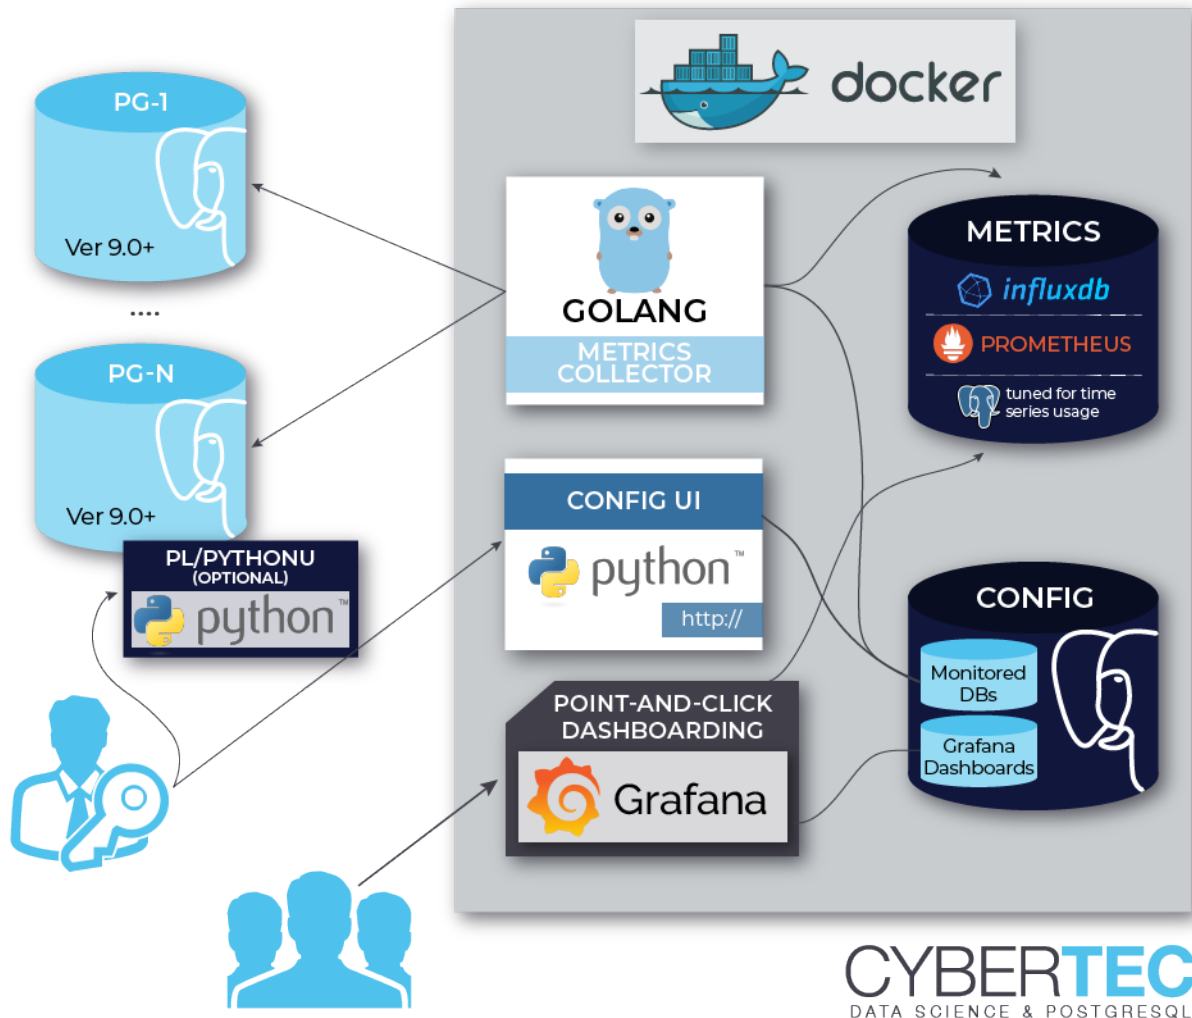 docker
PG-1
Ver 9.0+
....
PG-N
Ver 9.0+
PL/PYTHONU
(OPTIONAL)
python™
GOLANG
METRICS
COLLECTOR
CONFIG UI
python™
http://
POINT-AND-CLICK
DASHBOARDING
Grafana
METRICS
influxdb
PROMETHEUS
tuned for time
series usage
CONFIG
Monitored
DBs
Grafana
Dashboards
CYBERTEC
DATA SCIENCE & POSTGRESQL